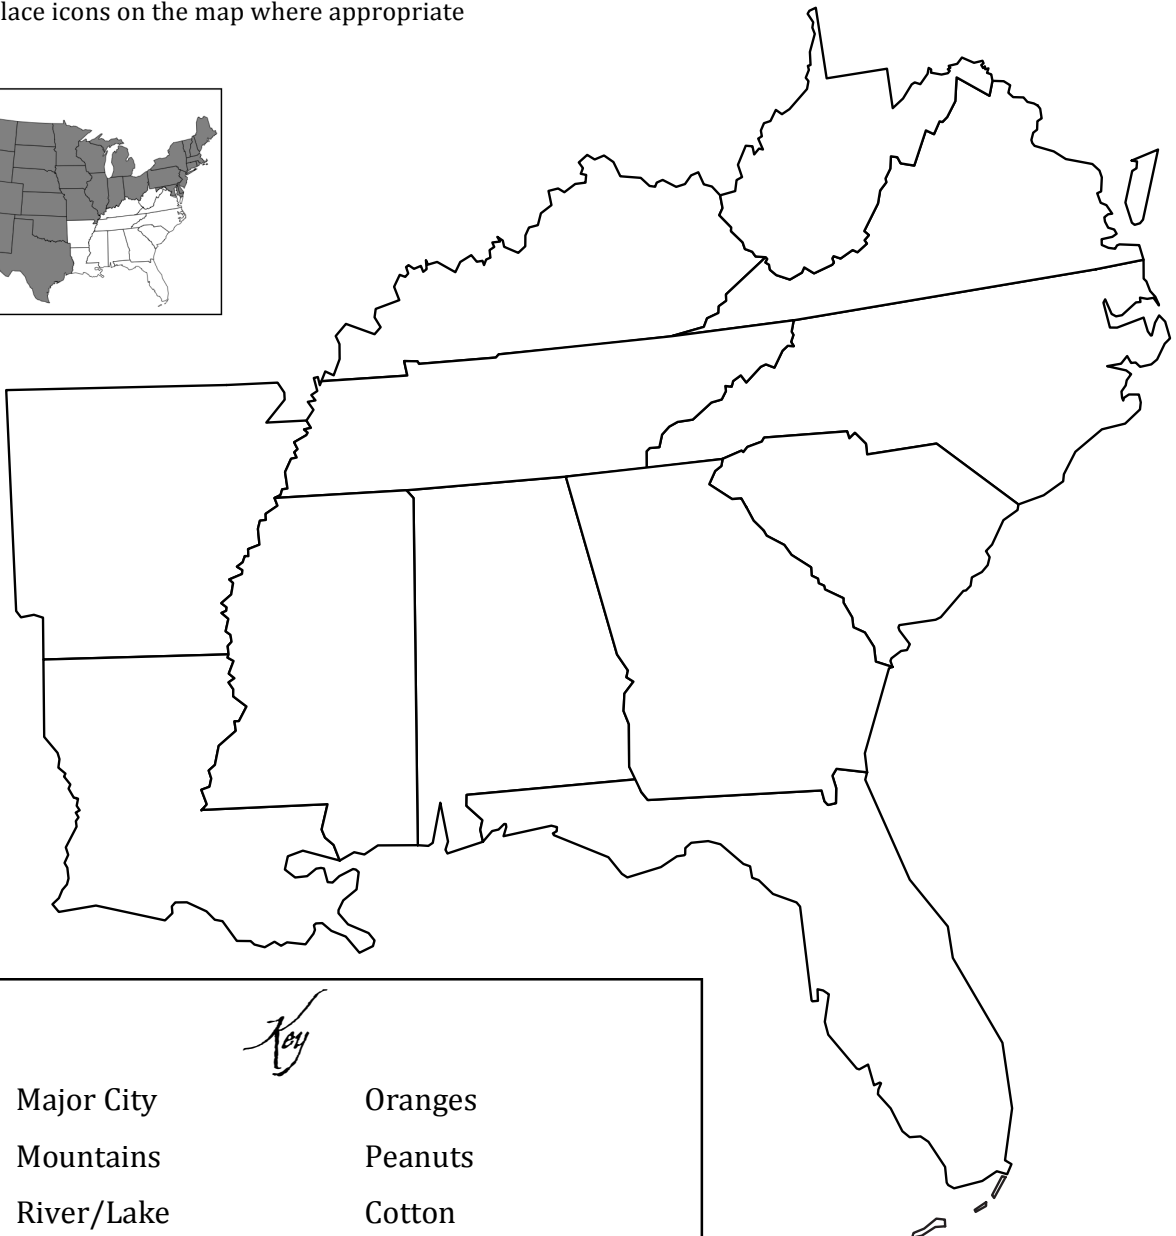 lace icons on the map where appropriate
Key
Major City
Oranges
Mountains
Peanuts
River/Lake
Cotton